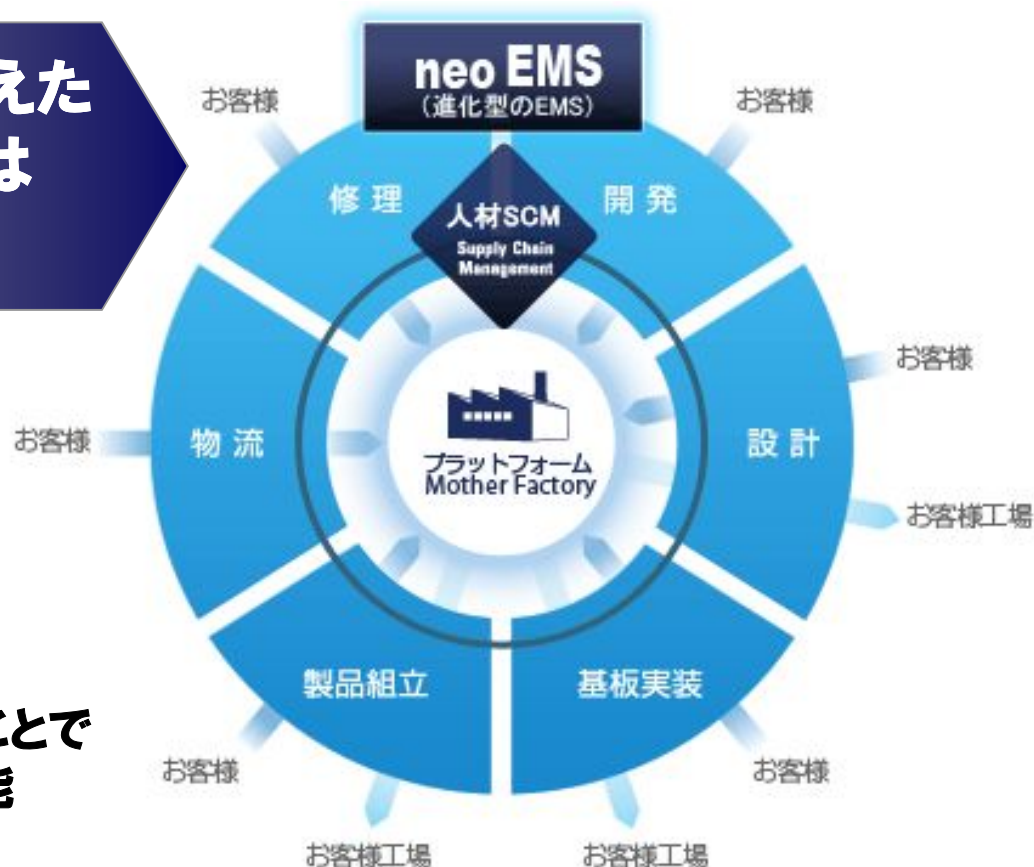 えた
は
neo EMS
(進化型のEMS)
お客様
お客様
修 理
開 発
人材SCM
Supply Chain
Management
お客様
物 流
設 計
お客様
プラットフォーム
Mother Factory
お客様工場
製品組立
基板実装
ことで
能
お客様
お客様
お客様工場
お客様工場